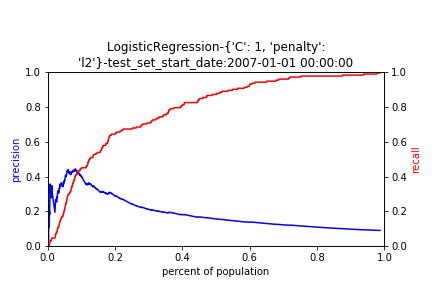 LogisticRegression-{'C': 1, 'penalty':
'l2'}-test_set_start_date:2007-01-01 00:00:00
1.0
1.0
0.8
0.8
0.6
0.6
precision
recall
0.4
0.4
0.2
0.2
0.0
0.0
0.0 0.2 0.4 0.6 0.8 1.0
percent of population